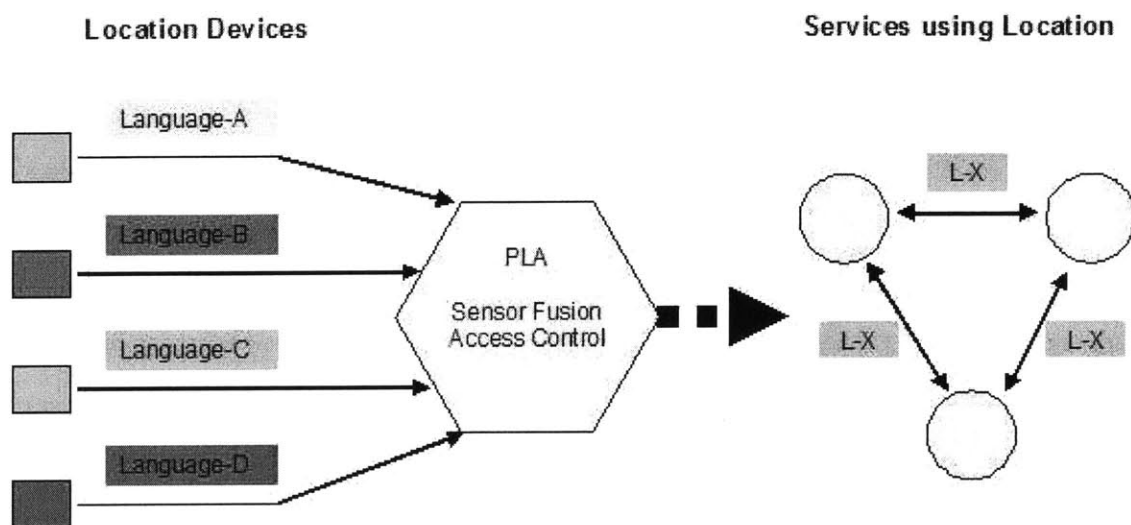 Location Devices
Services using Location
Language-A
Language-B
Language-C
Language-D
PLA
Sensor Fusion
Access Control
L-X
L-X
L-X